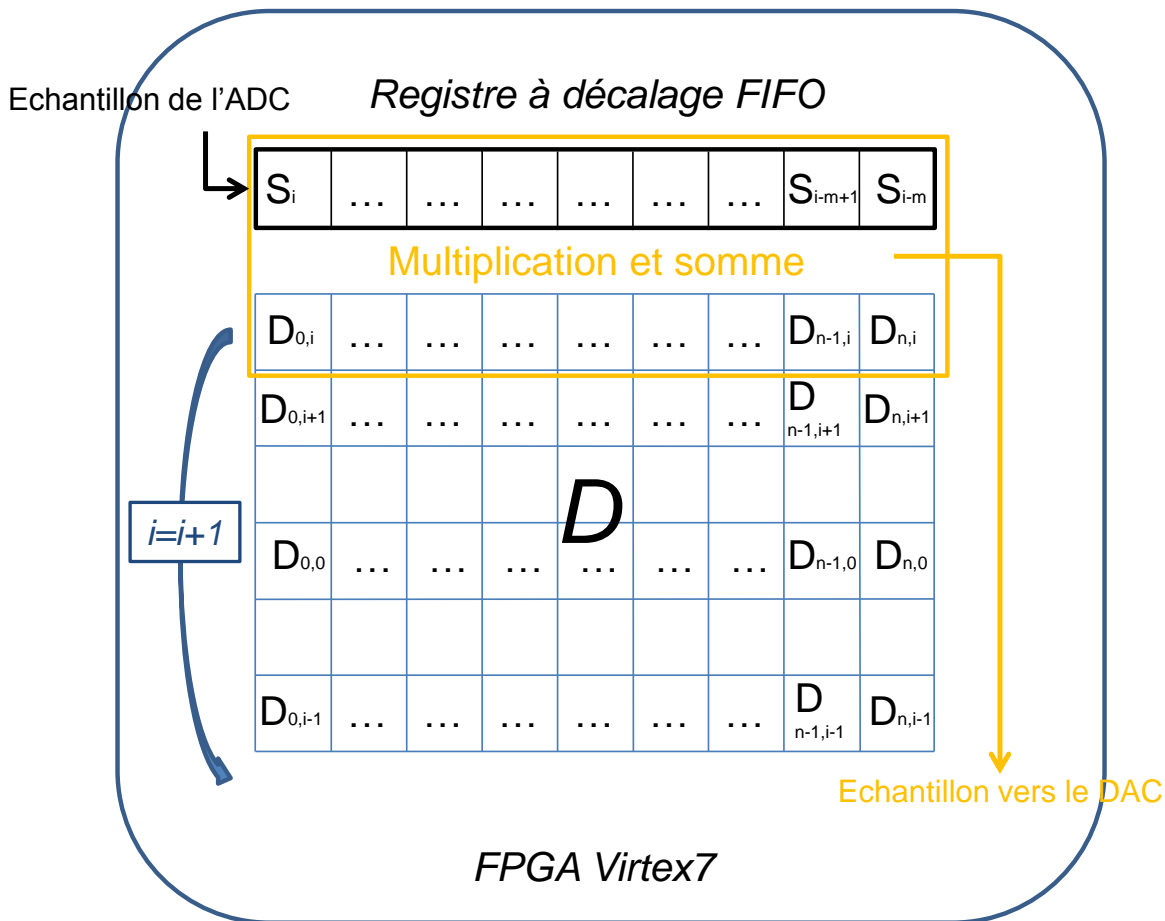 Registre à décalage FIFO
Echantillon de l'ADC
Si ... ... ... ... ... ... Si-m+1 Si-m
Multiplication et somme
D0,i ... ... ... ... ... ... Dn-1,i Dn,i
D0,i+1 ... ... ... ... ... ... D n-1,i+1 Dn,i+1
D
i=i+1
D0,0 ... ... ... ... ... ... Dn-1,0 Dn,0
D0,i-1 ... ... ... ... ... ... D n-1,i-1 Dn,i-1
Echantillon vers le DAC
FPGA Virtex7